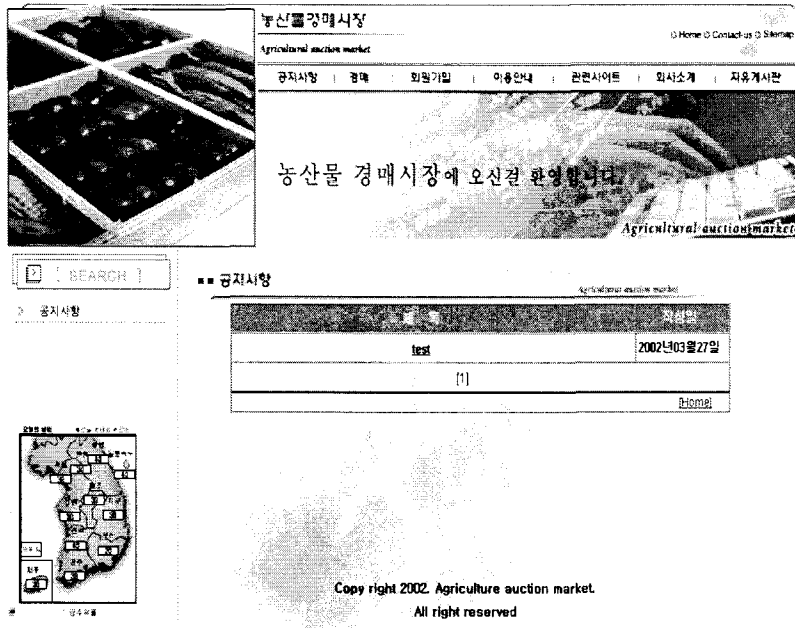 농산물경매시장
Home Contact-us Sitemap
Agricultural auction market
공지사항 | 경매 | 회원가입 | 이용안내 | 관련사이트 | 회사소개 | 자유게시판
농산물 경매시장에 오신걸 환영합니다.
Agricultural auction market
[ SEARCH ]
공지사항
공지사항
Agricultural auction market
작성일
test 2002년03월27일
[1]
[Home]
Copy right 2002. Agriculture auction market.
All right reserved